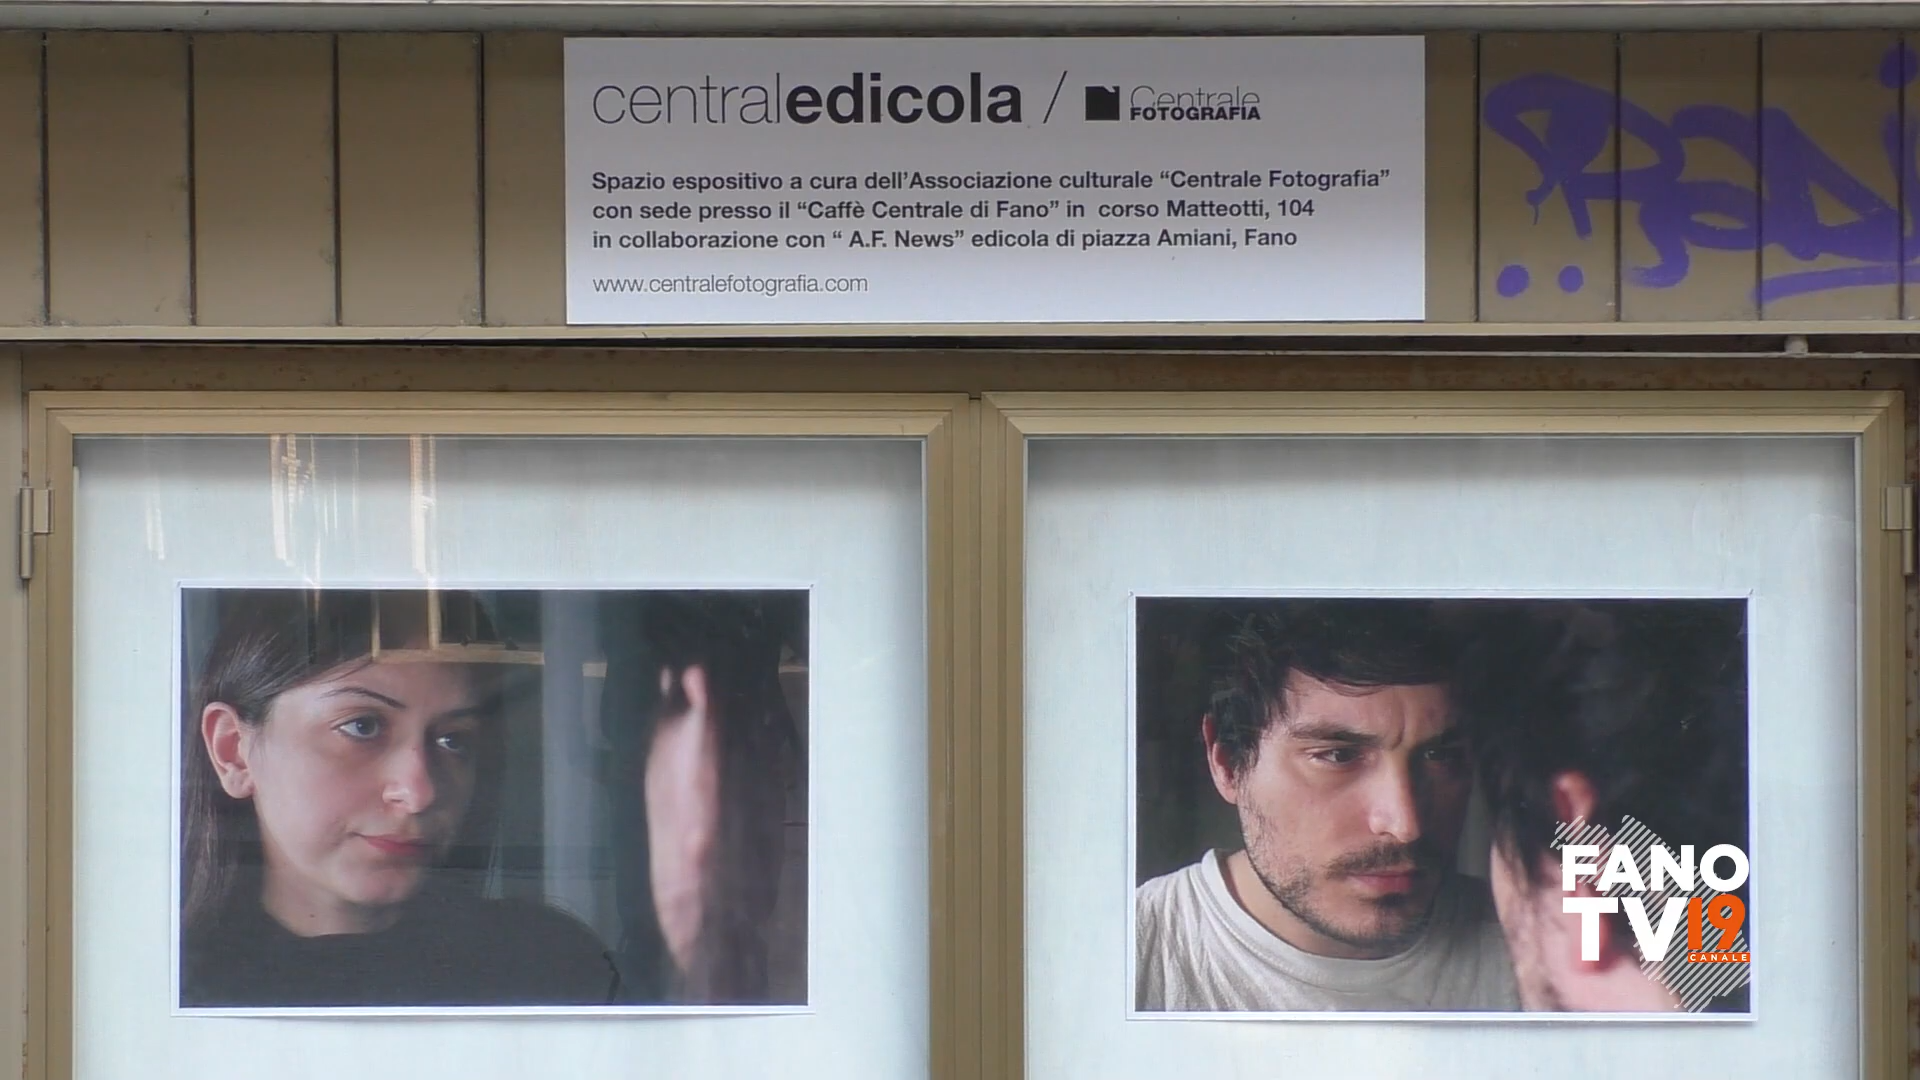 centraledicola / Centrale
FOTOGRAFIA
Spazio espositivo a cura dell'Associazione culturale “Centrale Fotografia”
con sede presso il “Caffè Centrale di Fano” in corso Matteotti, 104
in collaborazione con “ A.F. News” edicola di piazza Amiani, Fano
www.centralefotografia.com
FANO
TV19
CANALE